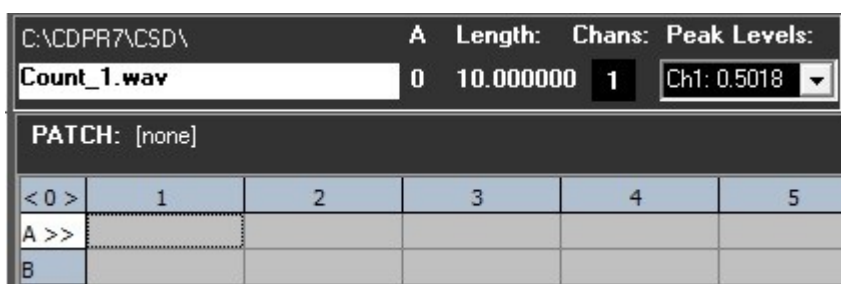 C:\CDPR7\CSD\ A Length: Chans: Peak Levels:
Count_1.wav 0 10.000000 1 Ch1: 0.5018
PATCH: [none]
< 0 > 1 2 3 4 5
A >>
B